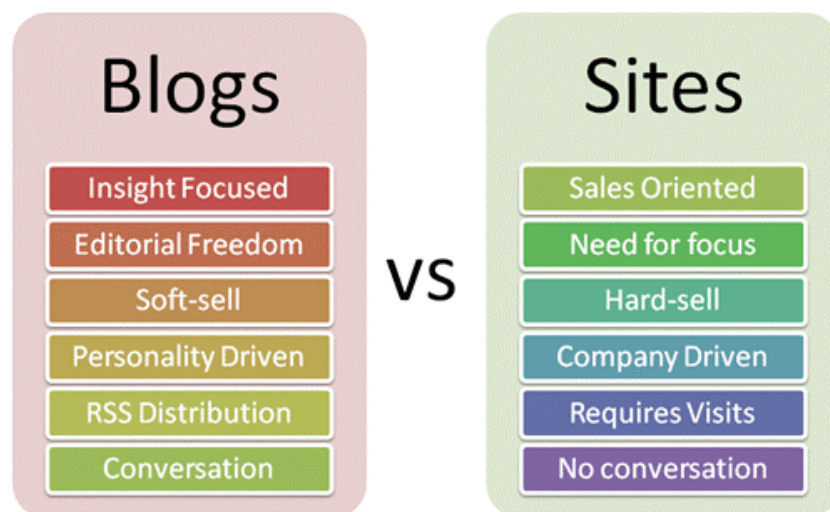 Blogs
Insight Focused
Editorial Freedom
Soft-sell
Personality Driven
RSS Distribution
Conversation
vs
Sites
Sales Oriented
Need for focus
Hard-sell
Company Driven
Requires Visits
No conversation